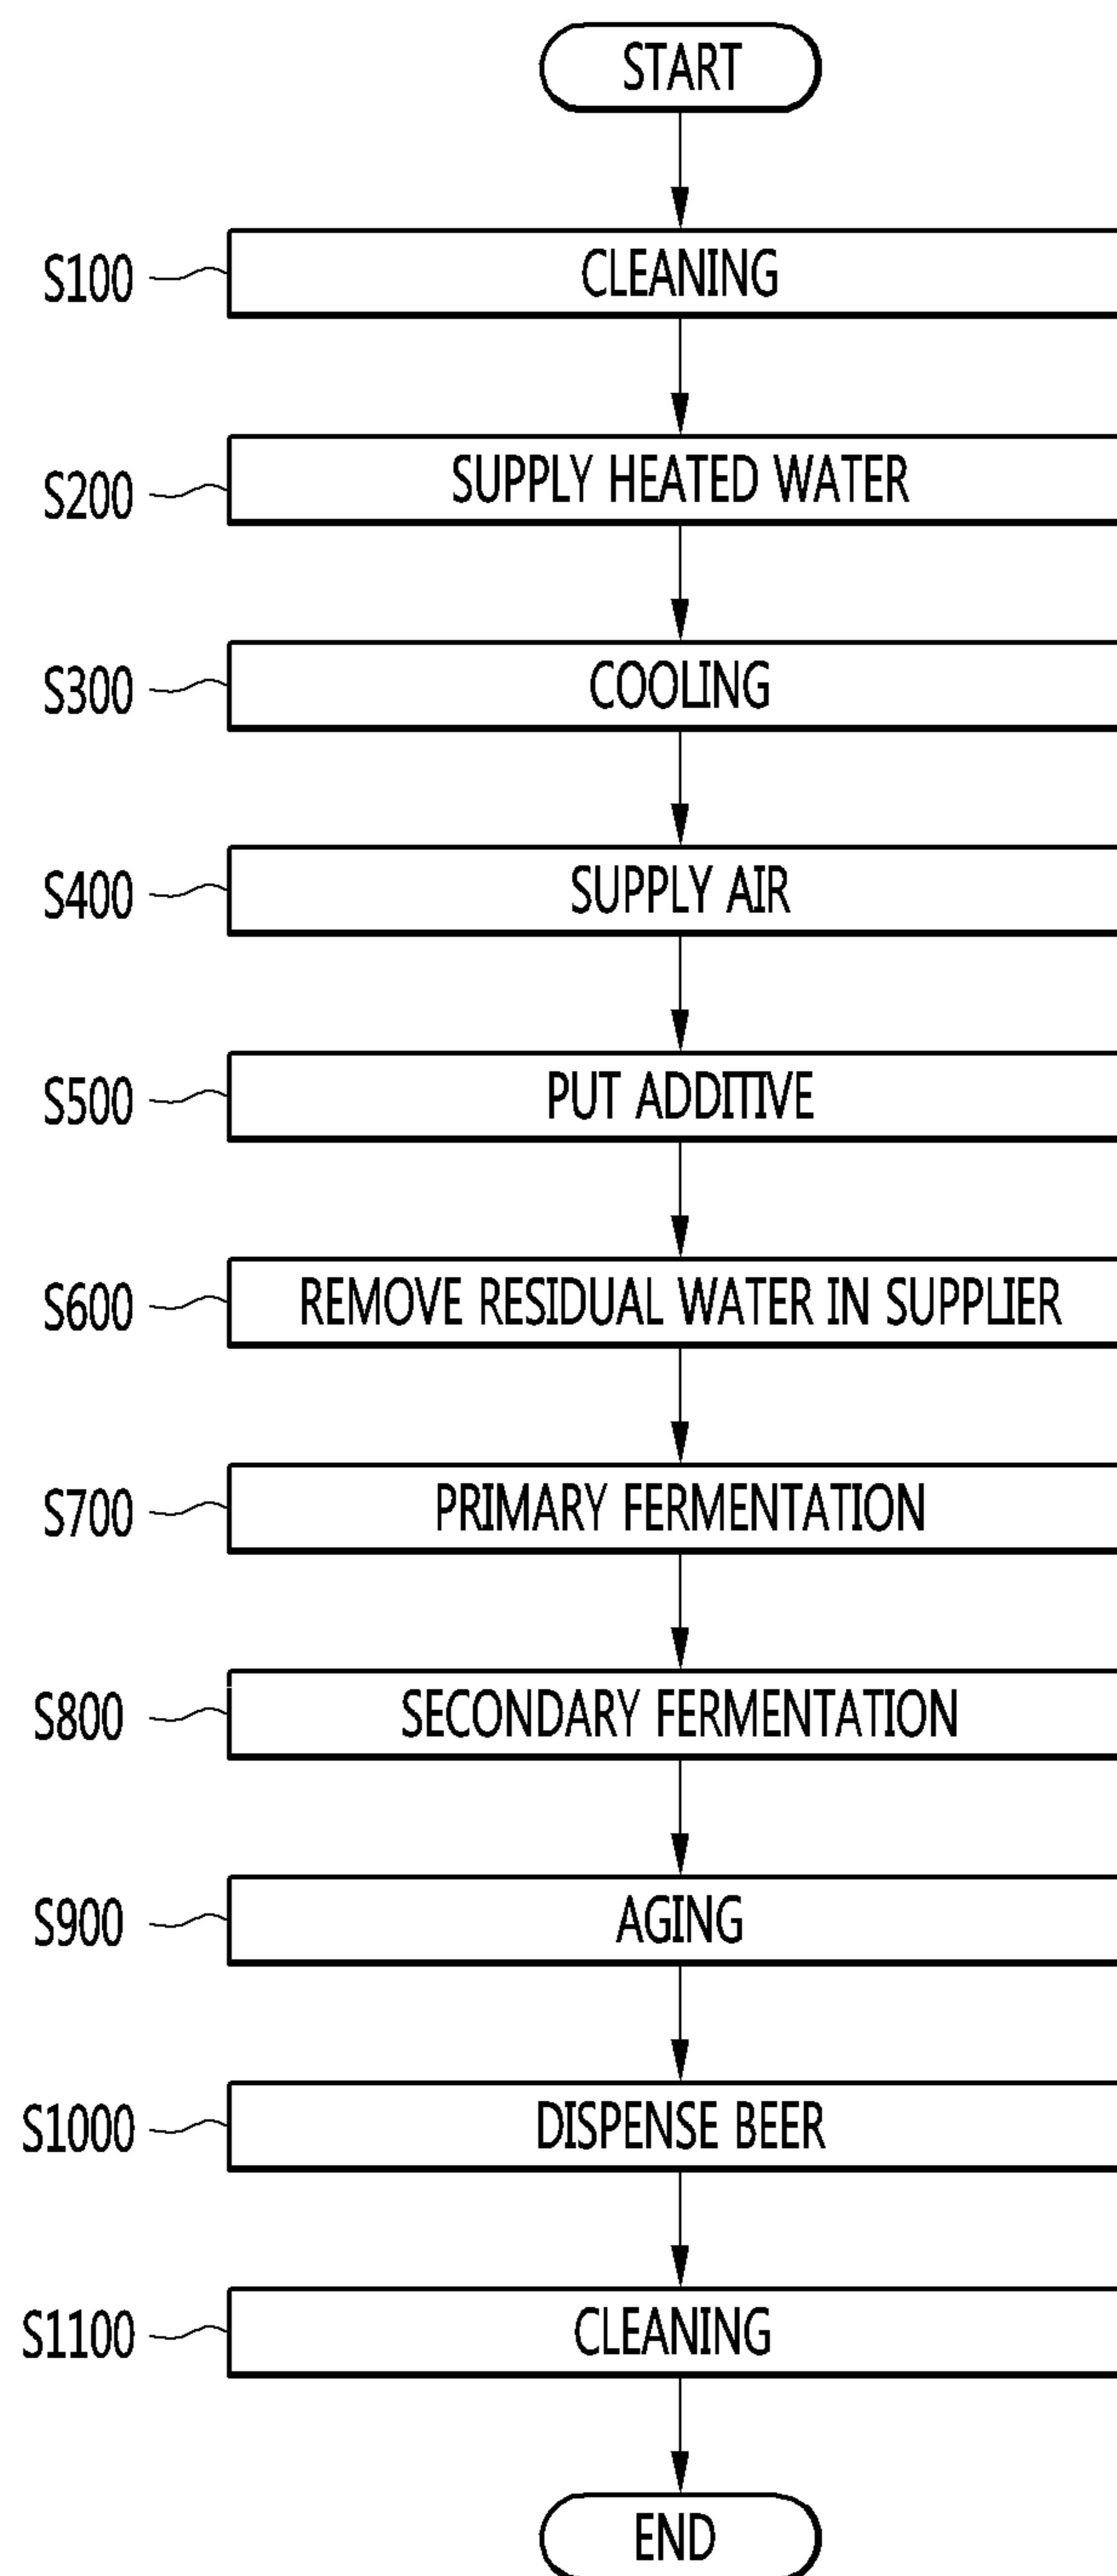 START
S100 CLEANING
S200 SUPPLY HEATED WATER
S300 COOLING
S400 SUPPLY AIR
S500 PUT ADDITIVE
S600 REMOVE RESIDUAL WATER IN SUPPLIER
S700 PRIMARY FERMENTATION
S800 SECONDARY FERMENTATION
S900 AGING
S1000 DISPENSE BEER
S1100 CLEANING
END